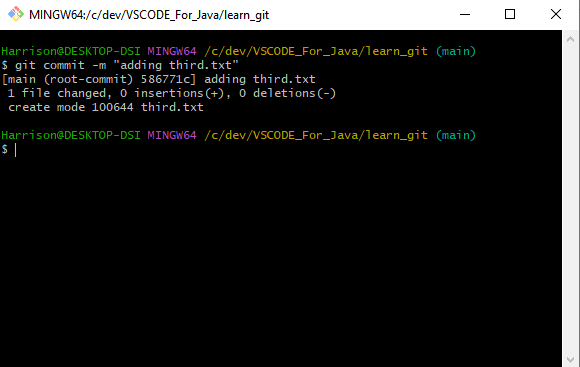 MINGW64:/c/dev/VSCODE_For_Java/learn_git
Harrison@DESKTOP-DSI MINGW64 /c/dev/VSCODE_For_Java/learn_git (main)
$ git commit -m "adding third.txt"
[main (root-commit) 586771c] adding third.txt
 1 file changed, 0 insertions(+), 0 deletions(-)
 create mode 100644 third.txt
Harrison@DESKTOP-DSI MINGW64 /c/dev/VSCODE_For_Java/learn_git (main)
$